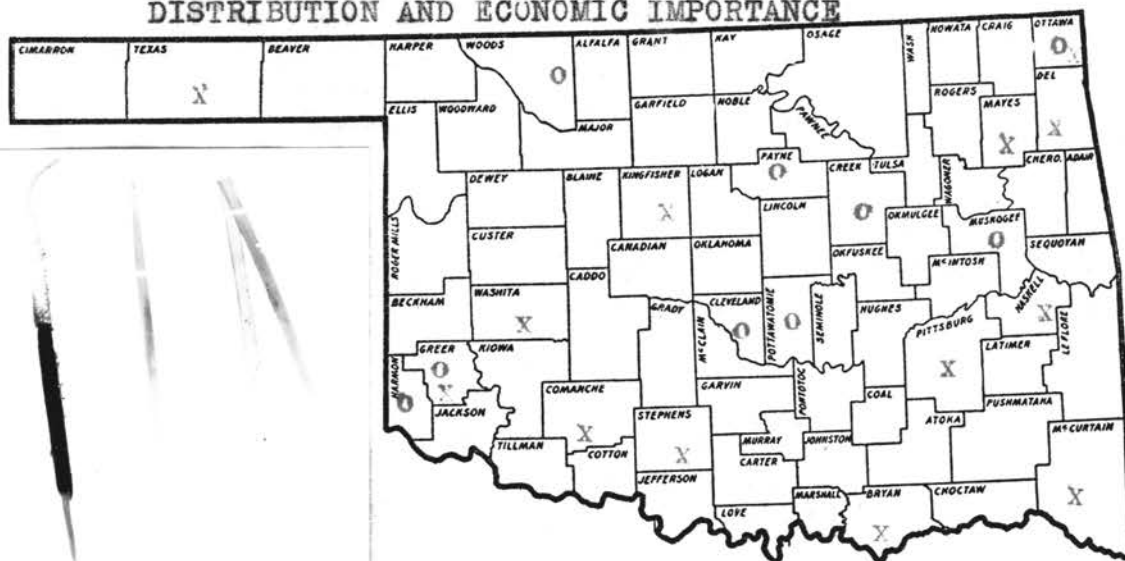 DISTRIBUTION AND ECONOMIC IMPORTANCE
CIMARRON TEXAS BEAVER HARPER WOODS ALFALFA GRANT KAY OSAGE WASH NOWATA CRAIG OTTAWA
X O O X
ELLIS WOODWARD MAJOR GARFIELD NOBLE PAWNEE ROGERS MAYES DEL
X X
DEWEY BLAINE KINGFISHER LOGAN PAYNE CREEK TULSA WAGONER CHERO. ADAIR
X O O
ROGER MILLS CUSTER CANADIAN OKLAHOMA LINCOLN OKFUSKEE OKMULGEE MUSKOGEE SEQUOYAH
O
BECKHAM WASHITA CADDO GRADY McCLAIN CLEVELAND POTTAWATOMIE SEMINOLE HUGHES McINTOSH PITTSBURG HASKELL LEFLORE
X O O X
HARMON GREER KIOWA COMANCHE GARVIN PONTOTOC COAL LATIMER
O O X X X
JACKSON TILLMAN COTTON STEPHENS MURRAY JOHNSTON ATOKA PUSHMATAHA McCURTAIN
X X
JEFFERSON CARTER LOVE MARSHALL BRYAN CHOCTAW
X